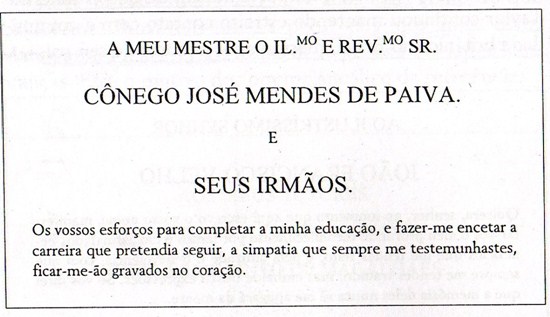 A MEU MESTRE O IL.MO E REV.MO SR.
CÔNEGO JOSÉ MENDES DE PAIVA.
E
SEUS IRMÃOS.
Os vossos esforços para completar a minha educação, e fazer-me encetar a
carreira que pretendia seguir, a simpatia que sempre me testemunhastes,
ficar-me-ão gravados no coração.